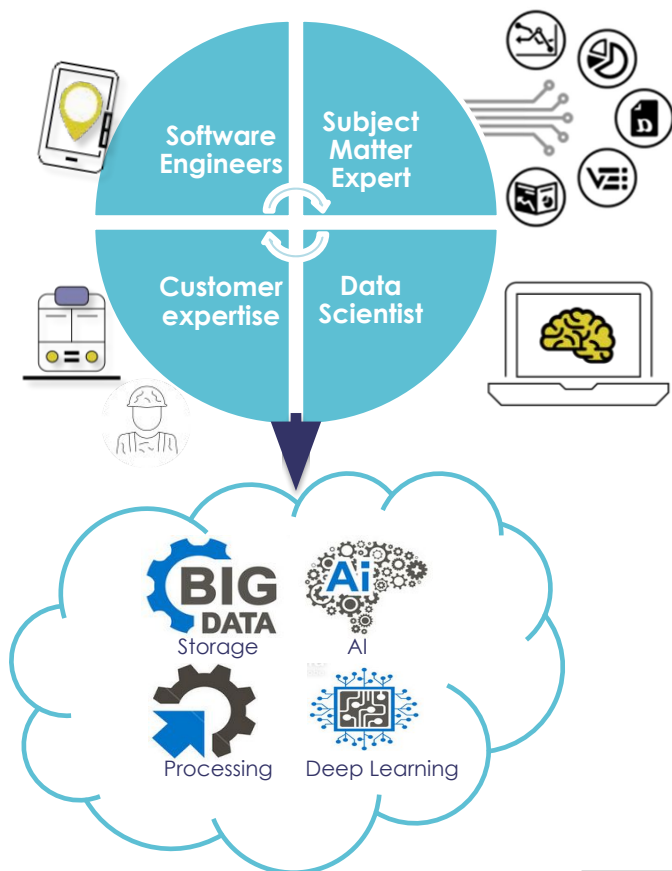 Software
Engineers
Subject
Matter
Expert
Customer
expertise
Data
Scientist
BIG
DATA
Storage
Ai
AI
Processing
Deep Learning